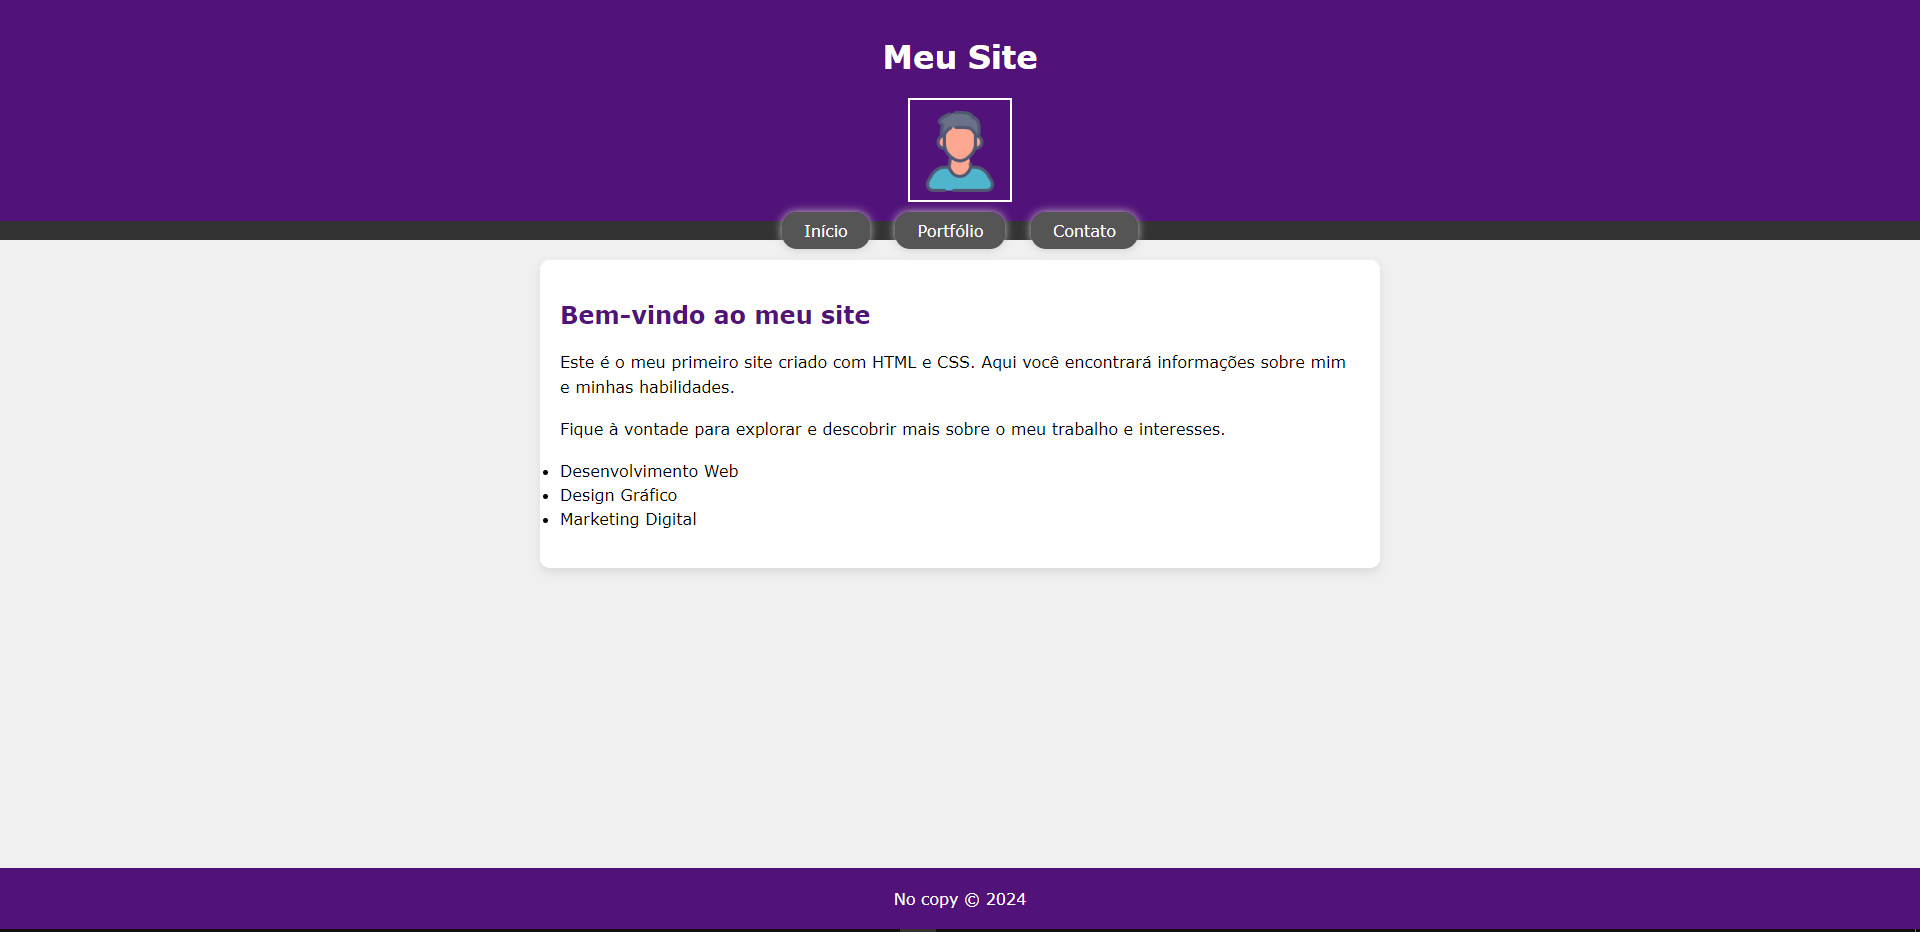 Meu Site
Início Portfólio Contato
Bem-vindo ao meu site
Este é o meu primeiro site criado com HTML e CSS. Aqui você encontrará informações sobre mim
e minhas habilidades.
Fique à vontade para explorar e descobrir mais sobre o meu trabalho e interesses.
• Desenvolvimento Web
• Design Gráfico
• Marketing Digital
No copy © 2024